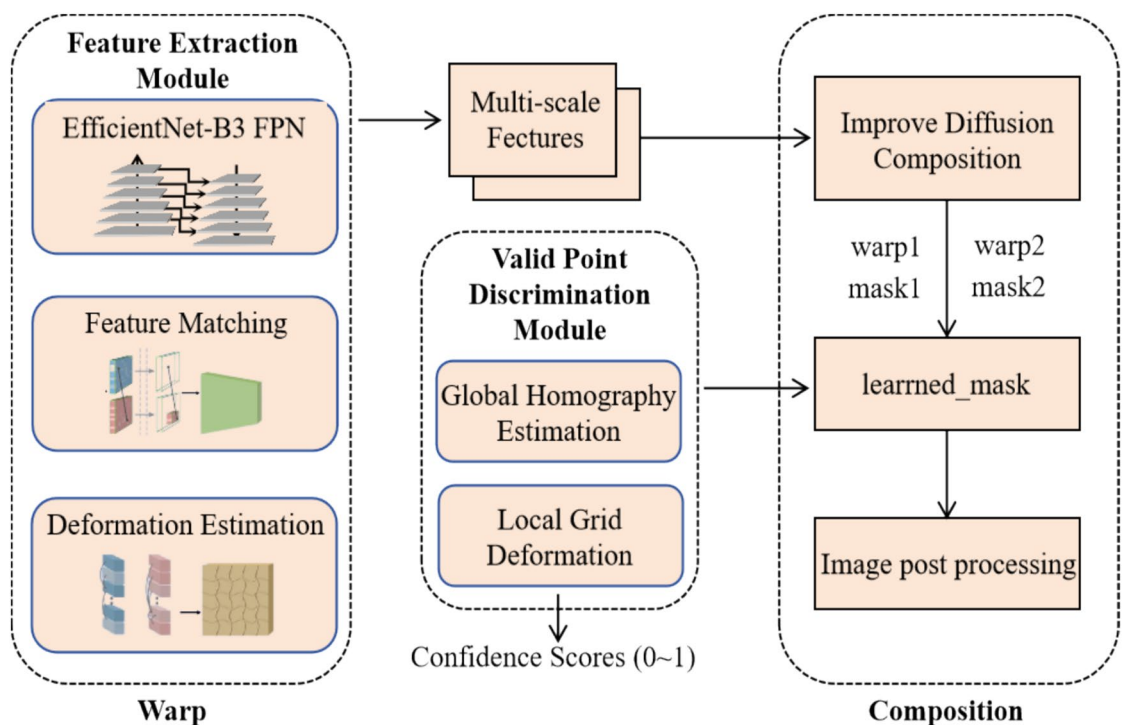 Feature Extraction
Module
EfficientNet-B3 FPN
Feature Matching
Deformation Estimation
Warp
Multi-scale
Fectures
Valid Point
Discrimination
Module
Global Homography
Estimation
Local Grid
Deformation
Confidence Scores (0~1)
Improve Diffusion
Composition
warp1 warp2
mask1 mask2
learrned_mask
Image post processing
Composition